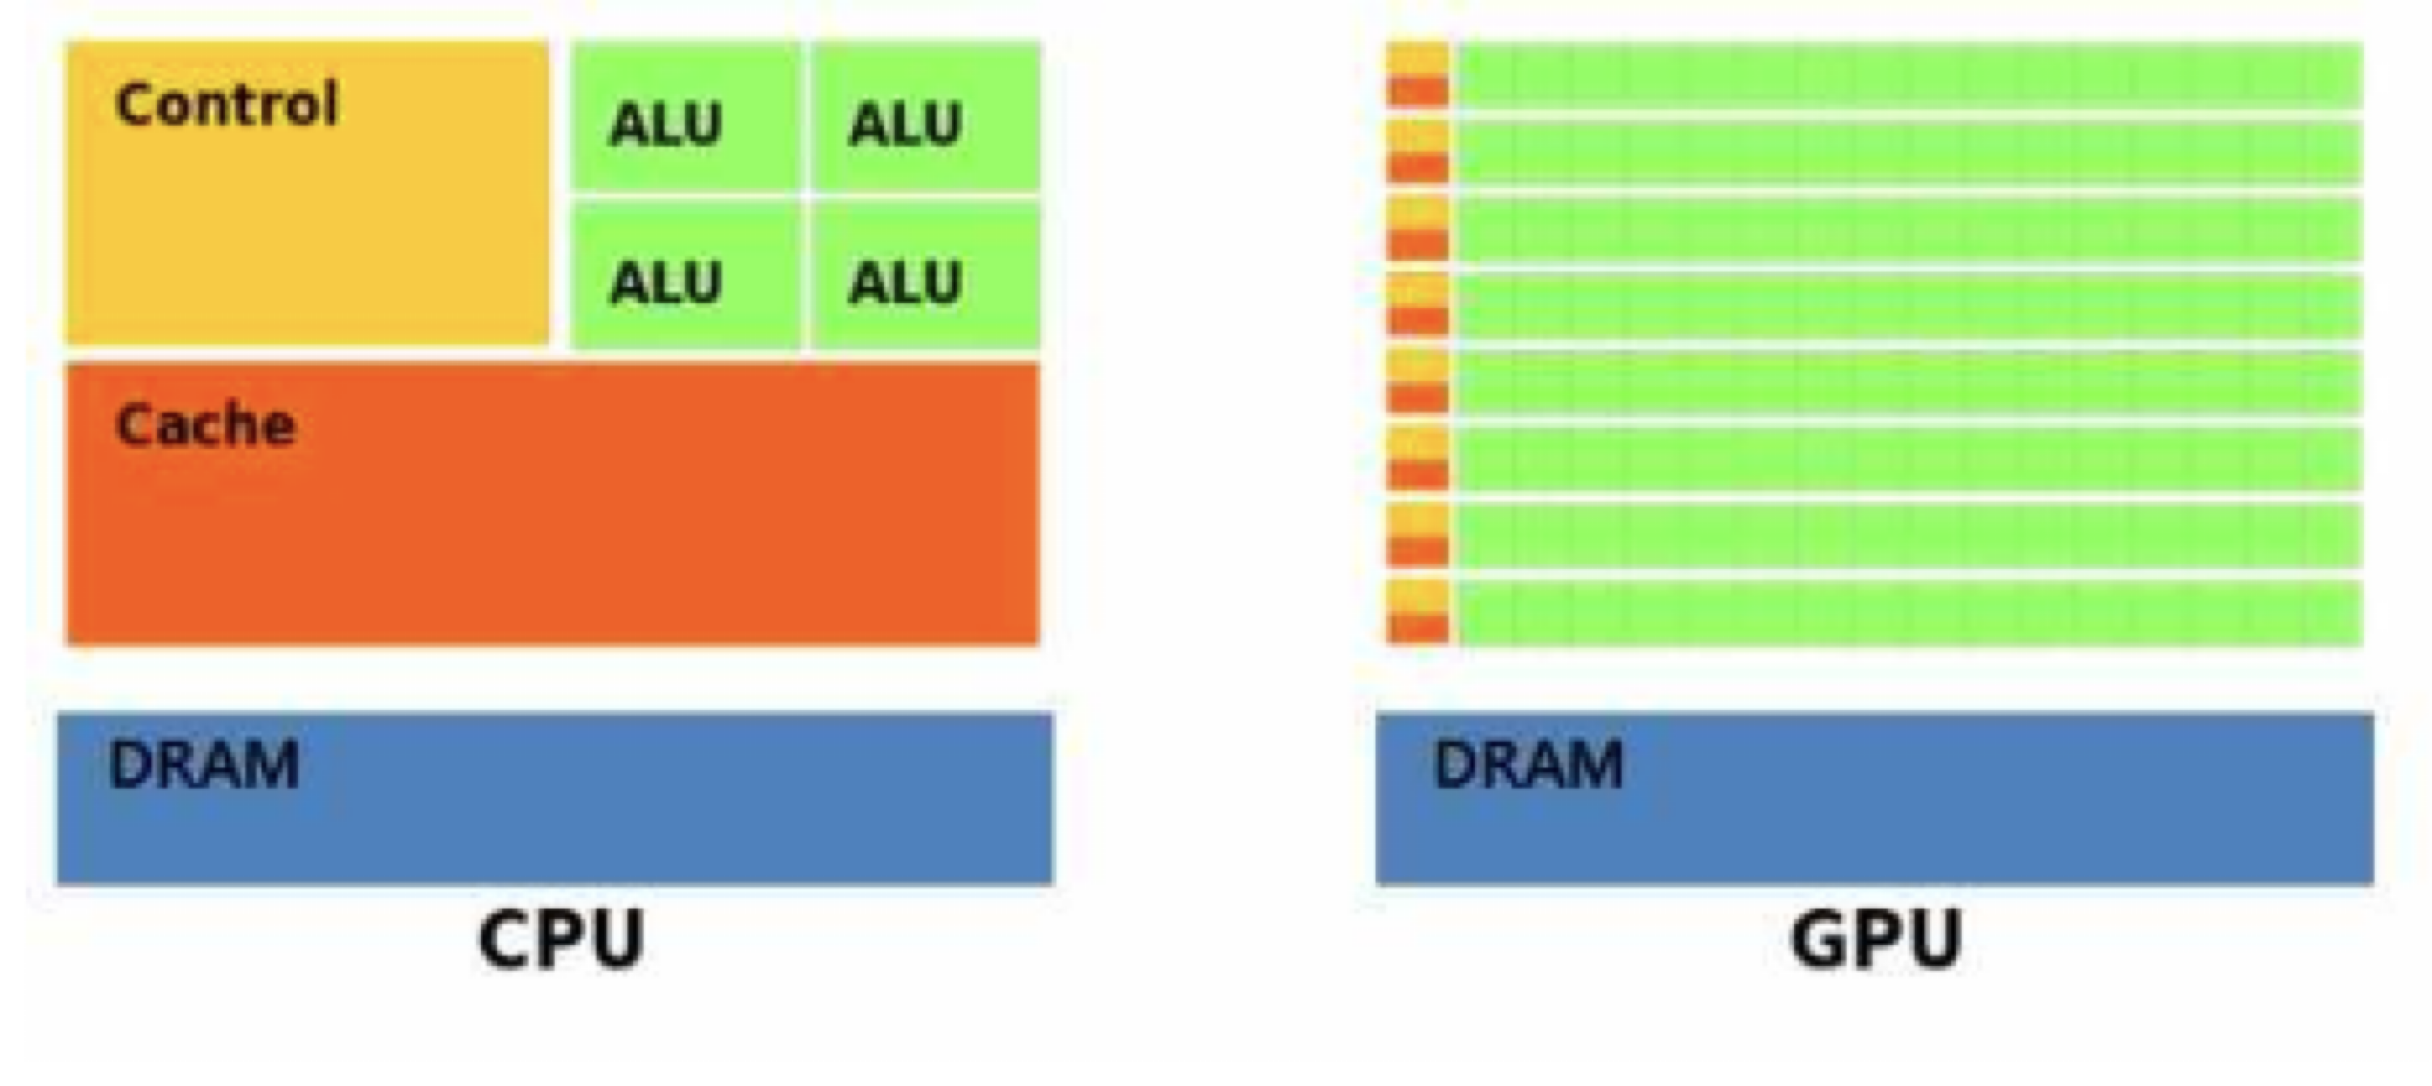 Control
ALU ALU
ALU ALU
Cache
DRAM
CPU
DRAM
GPU